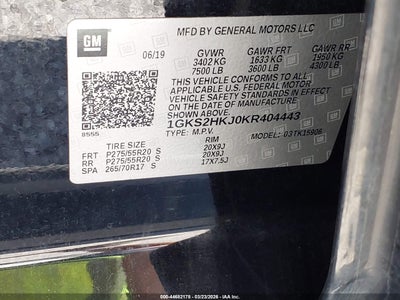 GM
MFD BY GENERAL MOTORS LLC
06/19 GVWR GAWR FRT GAWR RR
3402 KG 1633 KG 1950 KG
7500 LB 3600 LB 4300 LB
THIS VEHICLE CONFORMS TO ALL
APPLICABLE U.S. FEDERAL MOTOR
VEHICLE SAFETY STANDARDS IN EFFECT
ON THE DATE OF MANUFACTURE
SHOWN ABOVE.
1GKS2HKJ0KR404443
TYPE: M.P.V. MODEL: 03TK15906
TIRE SIZE RIM
FRT P275/55R20 S 20X9J
RR P275/55R20 S 20X9J
SPA 265/70R17 S 17X7.5J
000-44682179 - 03/23/2026 - IAA Inc.